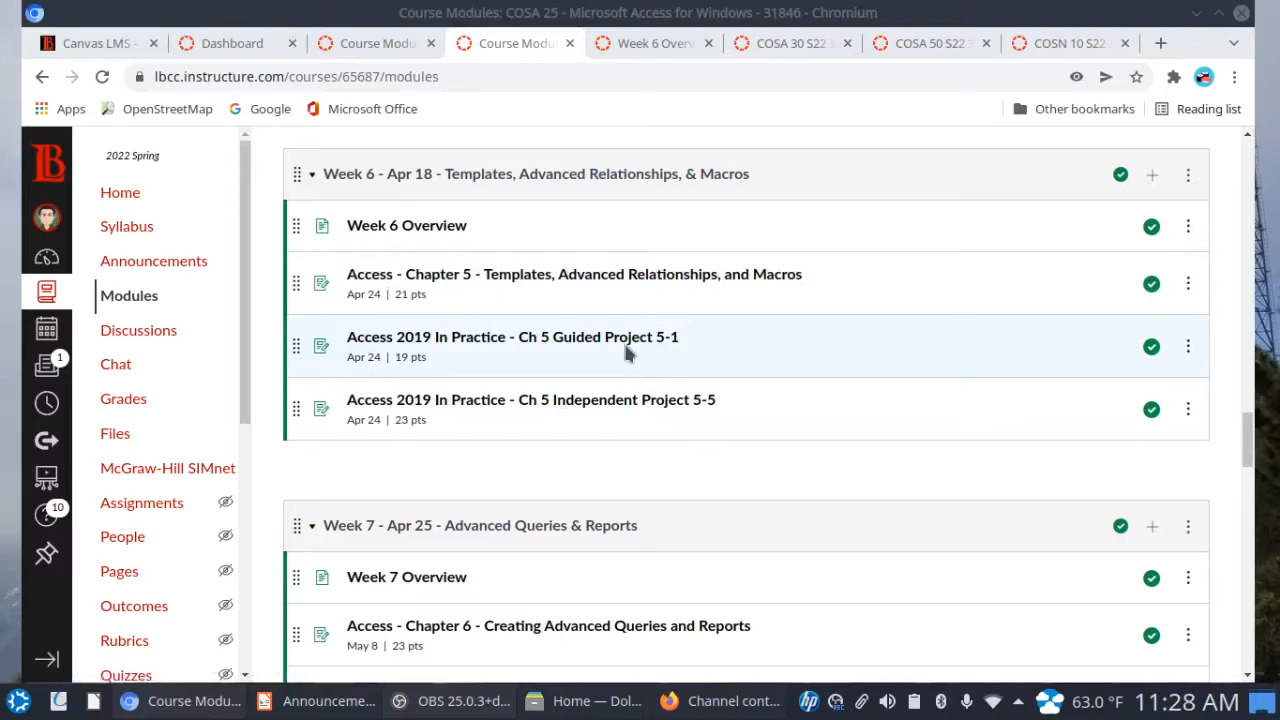 Course Modules: COSA 25 - Microsoft Access for Windows - 31846 - Chromium
Canvas LMS -
Dashboard
Course Modu
Course Modu
Week 6 Overv
COSA 30 S22 3
COSA 50 S22 3
COSN 10 S22
lbcc.instructure.com/courses/65687/modules
Apps
OpenStreetMap
Google
Microsoft Office
Other bookmarks
Reading list
2022 Spring
Home
Syllabus
Announcements
Modules
Discussions
Chat
Grades
Files
McGraw-Hill SIMnet
Assignments
People
Pages
Outcomes
Rubrics
Quizzes
1
10
Week 6 - Apr 18 - Templates, Advanced Relationships, & Macros
Week 6 Overview
Access - Chapter 5 - Templates, Advanced Relationships, and Macros
Apr 24 | 21 pts
Access 2019 In Practice - Ch 5 Guided Project 5-1
Apr 24 | 19 pts
Access 2019 In Practice - Ch 5 Independent Project 5-5
Apr 24 | 23 pts
Week 7 - Apr 25 - Advanced Queries & Reports
Week 7 Overview
Access - Chapter 6 - Creating Advanced Queries and Reports
May 8 | 23 pts
Course Modu...
Announceme...
OBS 25.0.3+d...
Home — Dol...
Channel cont...
63.0 °F
11:28 AM